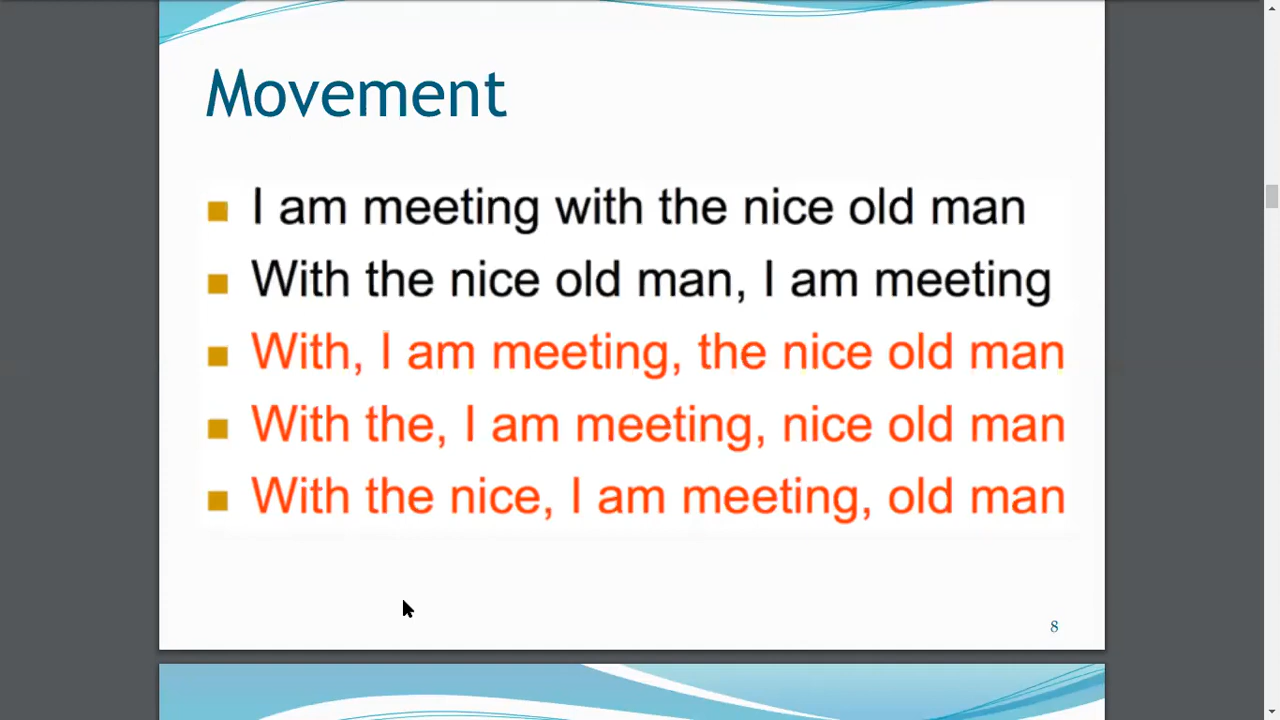 Movement
I am meeting with the nice old man
With the nice old man, I am meeting
With, I am meeting, the nice old man
With the, I am meeting, nice old man
With the nice, I am meeting, old man
8